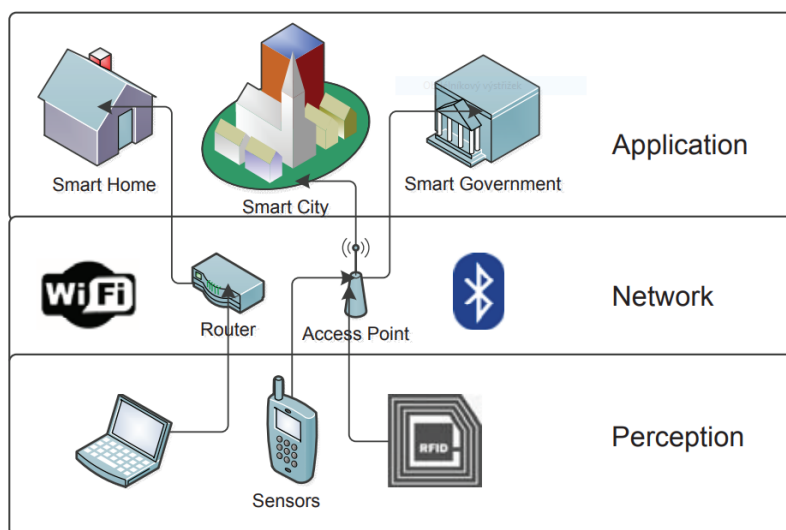 Smart Home
Smart City
Smart Government
Application
WiFi
Router
Access Point
Network
RFID
Sensors
Perception